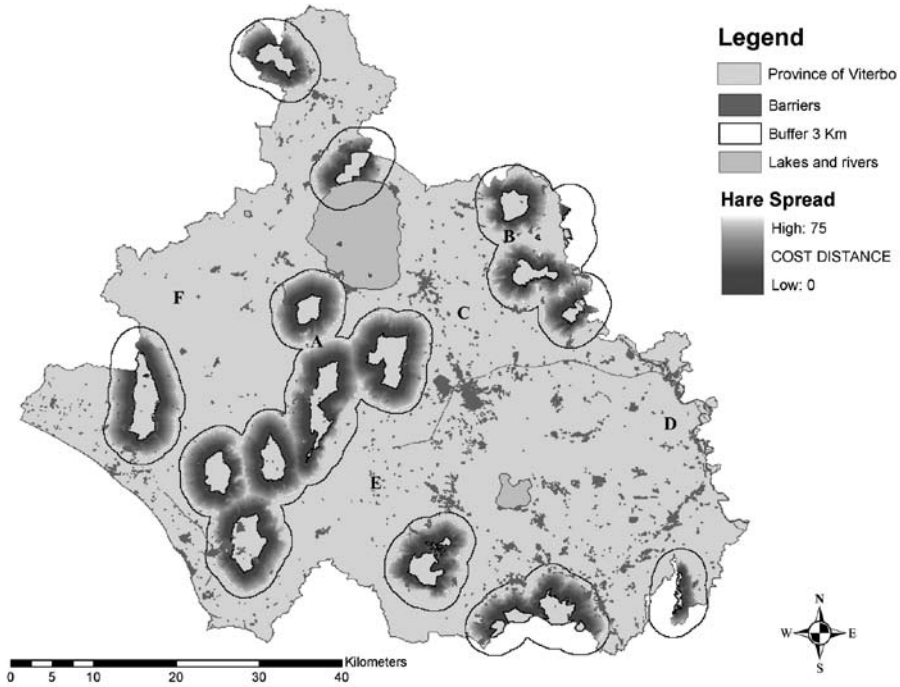 Legend
Province of Viterbo
Barriers
Buffer 3 Km
Lakes and rivers
Hare Spread
High: 75
COST DISTANCE
Low: 0
B
F
C
A
D
E
N
W E
S
Kilometers
0 5 10 20 30 40